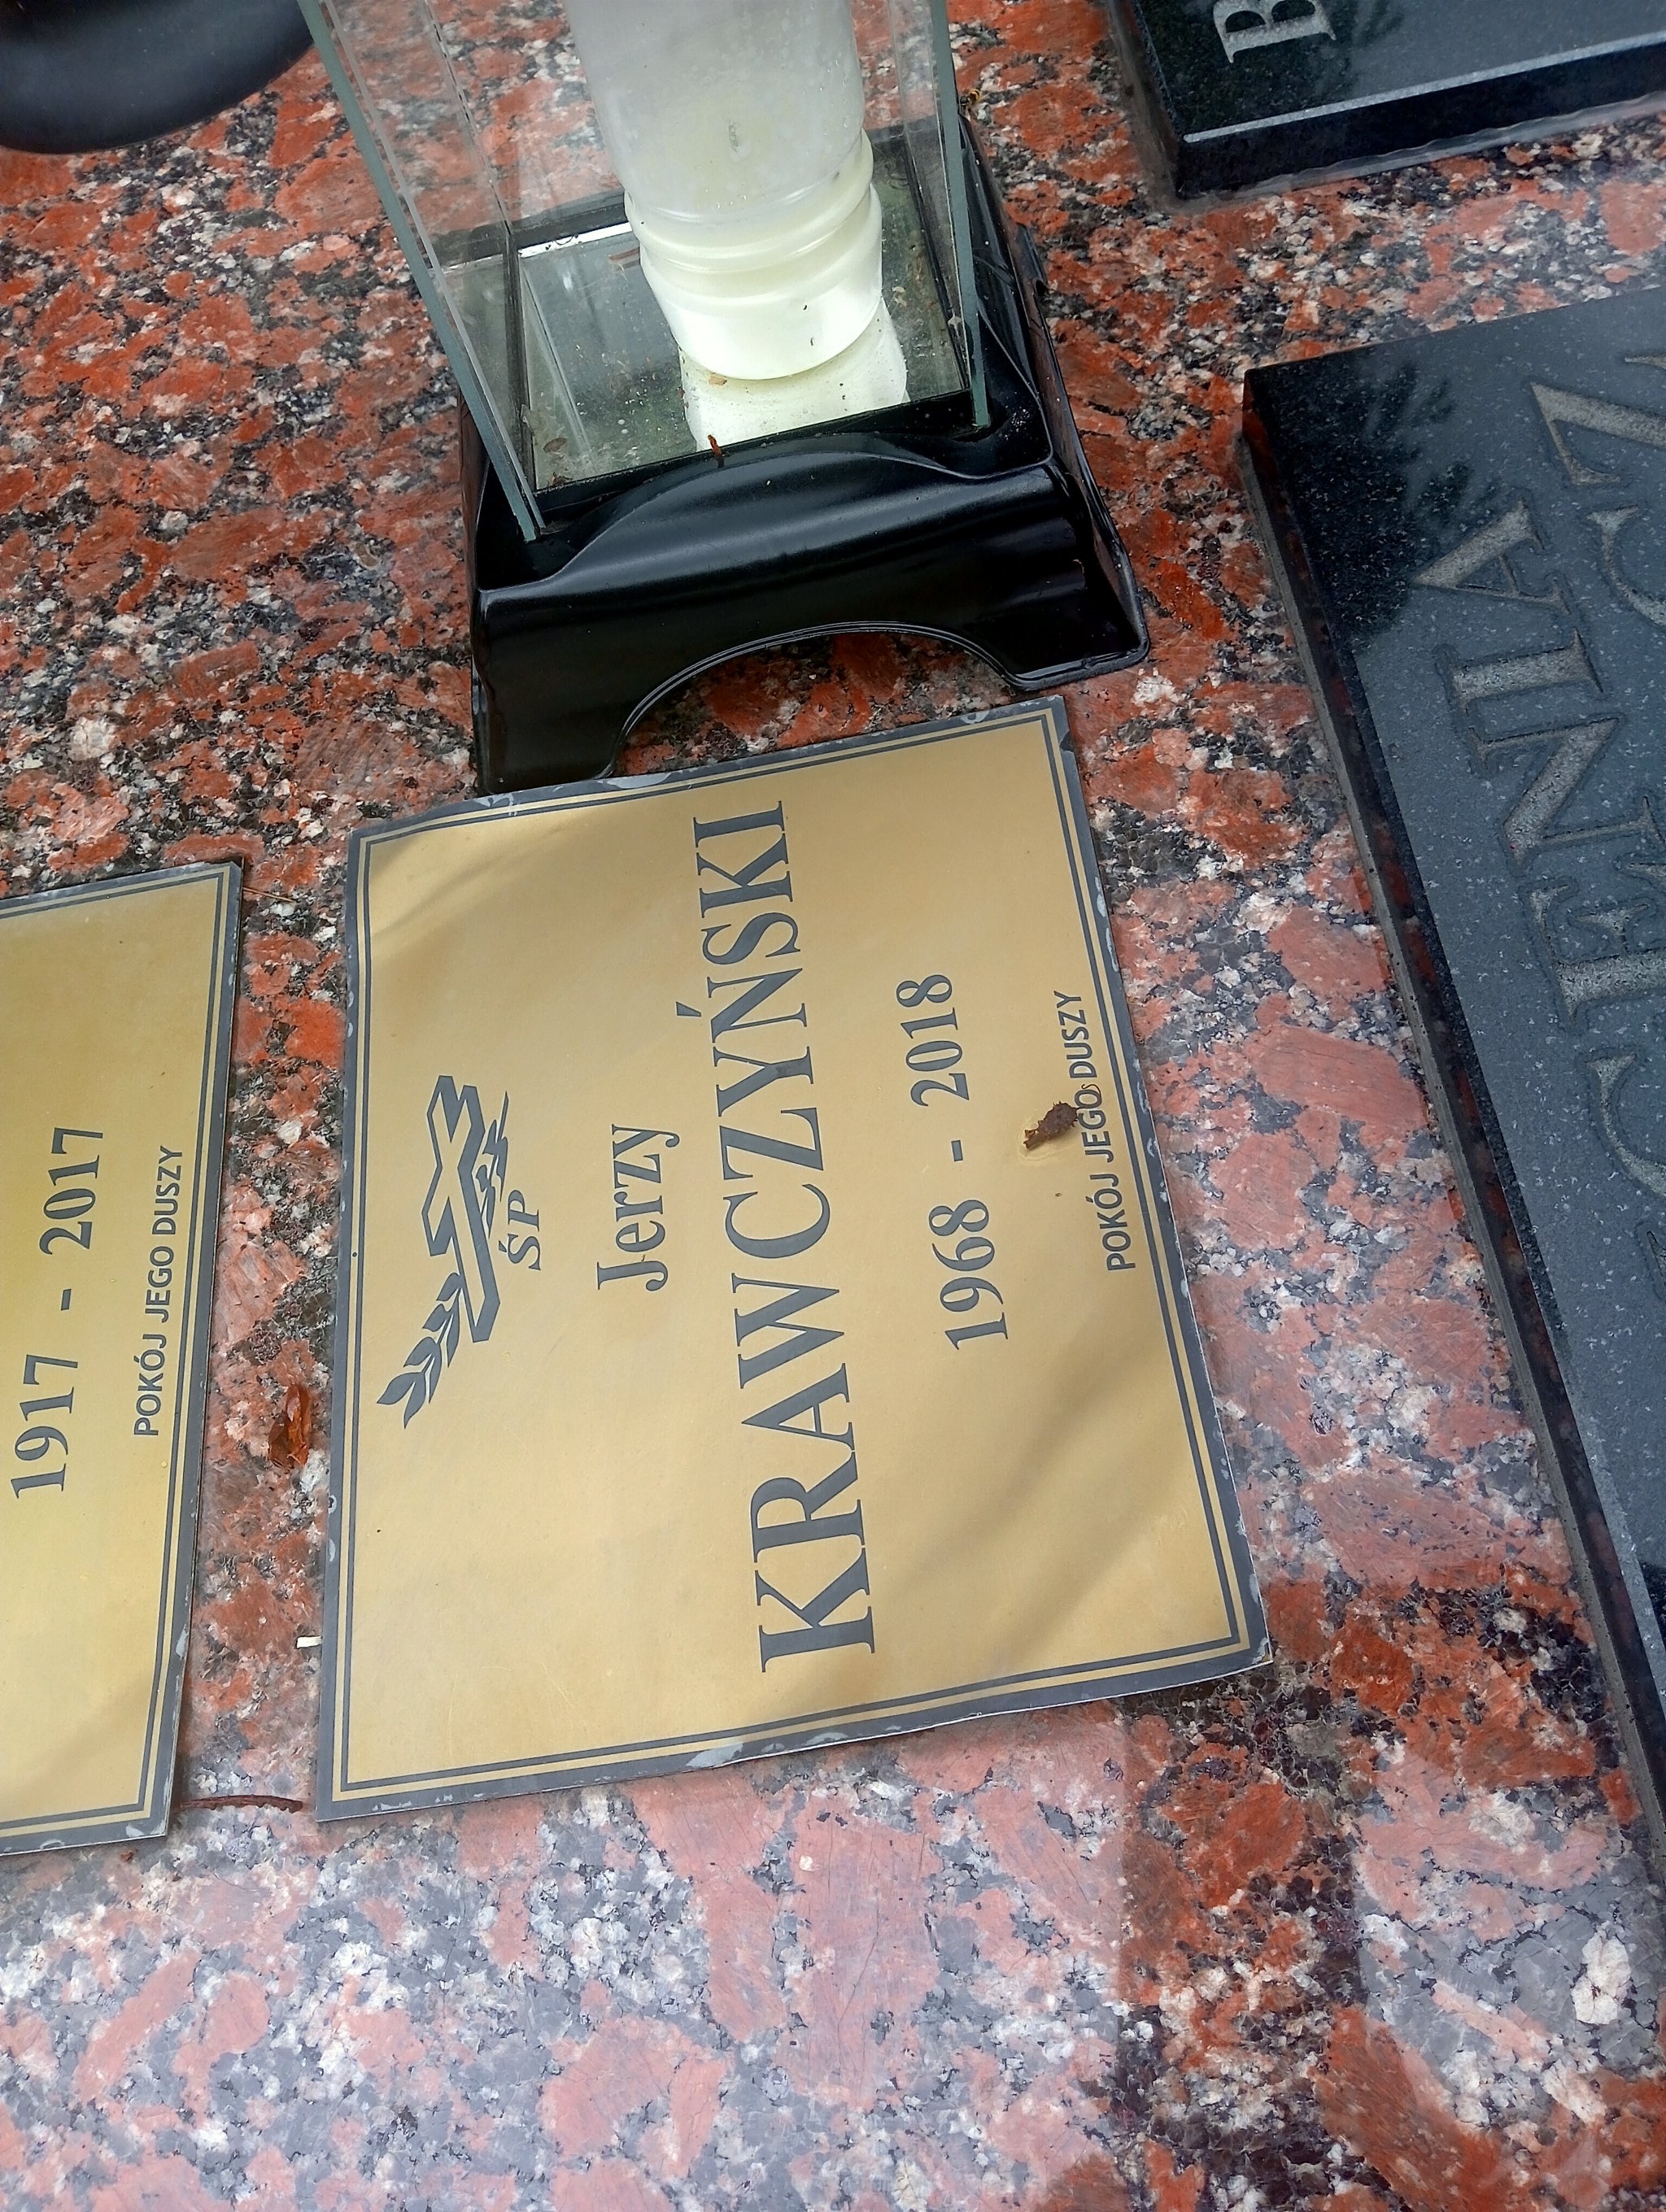 ŚP
Jerzy
KRAWCZYŃSKI
1968 - 2018
POKÓJ JEGO DUSZY
1917 - 2017
POKÓJ JEGO DUSZY